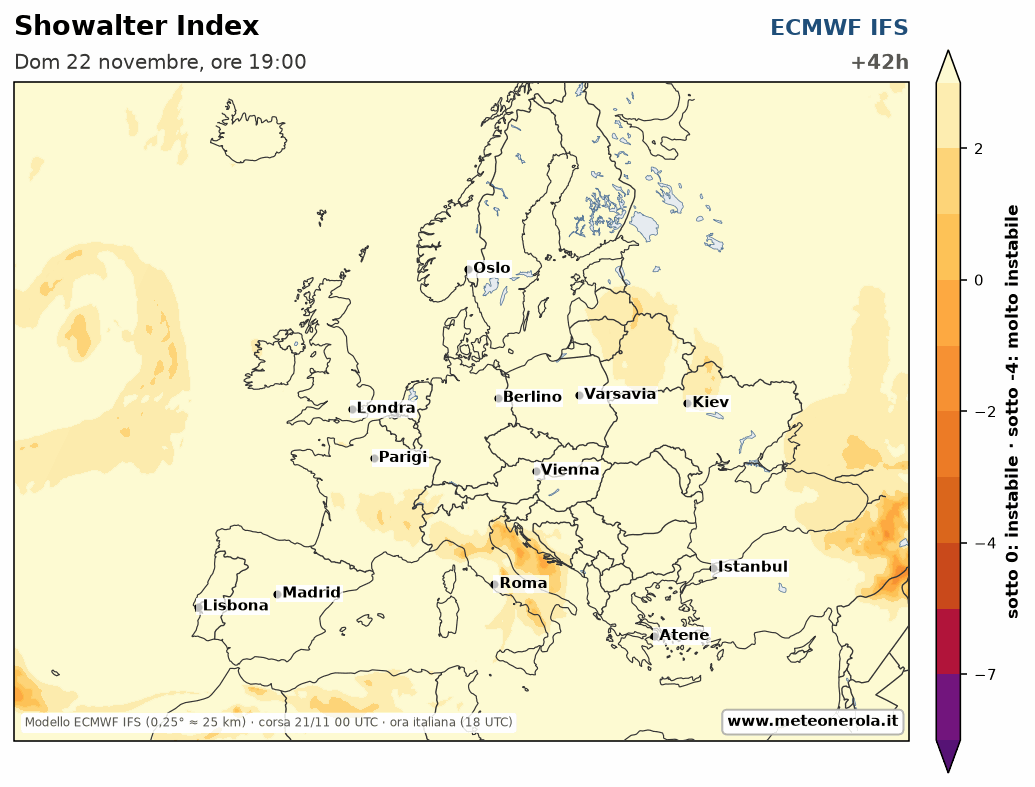 Showalter Index
ECMWF IFS
Dom 22 novembre, ore 19:00
+42h
Oslo
Londra
Berlino
Varsavia
Kiev
Parigi
Vienna
Lisbona
Madrid
Roma
Istanbul
Atene
Modello ECMWF IFS (0,25° ≈ 25 km) · corsa 21/11 00 UTC · ora italiana (18 UTC)
www.meteonerola.it
2
0
−2
−4
−7
sotto 0: instabile · sotto -4: molto instabile